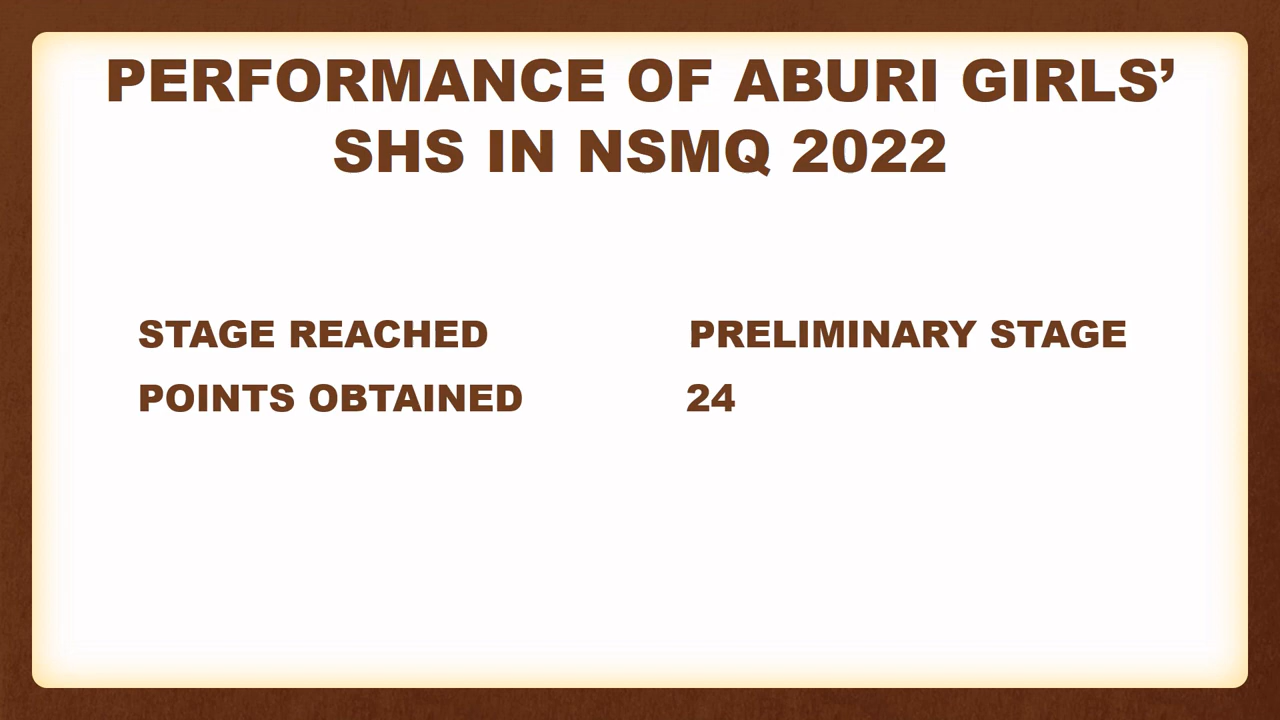 PERFORMANCE OF ABURI GIRLS’
SHS IN NSMQ 2022
STAGE REACHED PRELIMINARY STAGE
POINTS OBTAINED 24